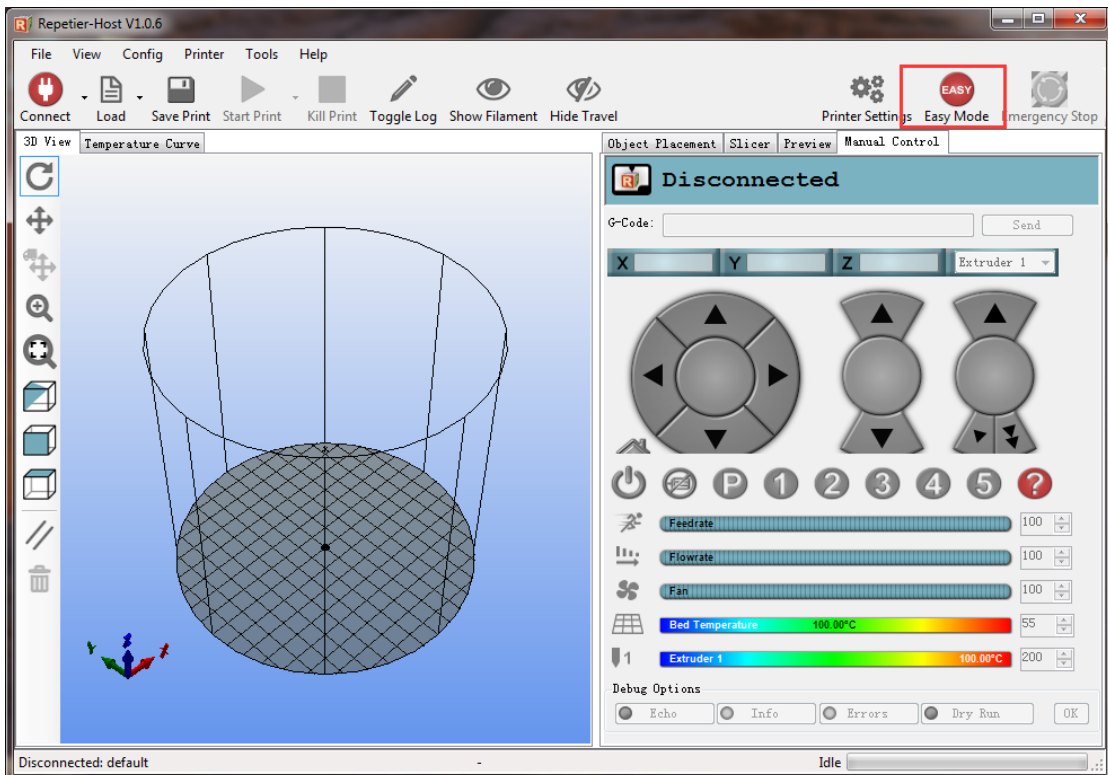 Repetier-Host V1.0.6
File View Config Printer Tools Help
Connect Load Save Print Start Print Kill Print Toggle Log Show Filament Hide Travel Printer Settings EASY Easy Mode Emergency Stop
3D View Temperature Curve
Object Placement Slicer Preview Manual Control
Disconnected
G-Code: Send
X Y Z Extruder 1
P 1 2 3 4 5 ?
Feedrate 100
Flowrate 100
Fan 100
Bed Temperature 100.00°C 55
1 Extruder 1 100.00°C 200
Y Z X
Debug Options
Echo Info Errors Dry Run OK
Disconnected: default - Idle